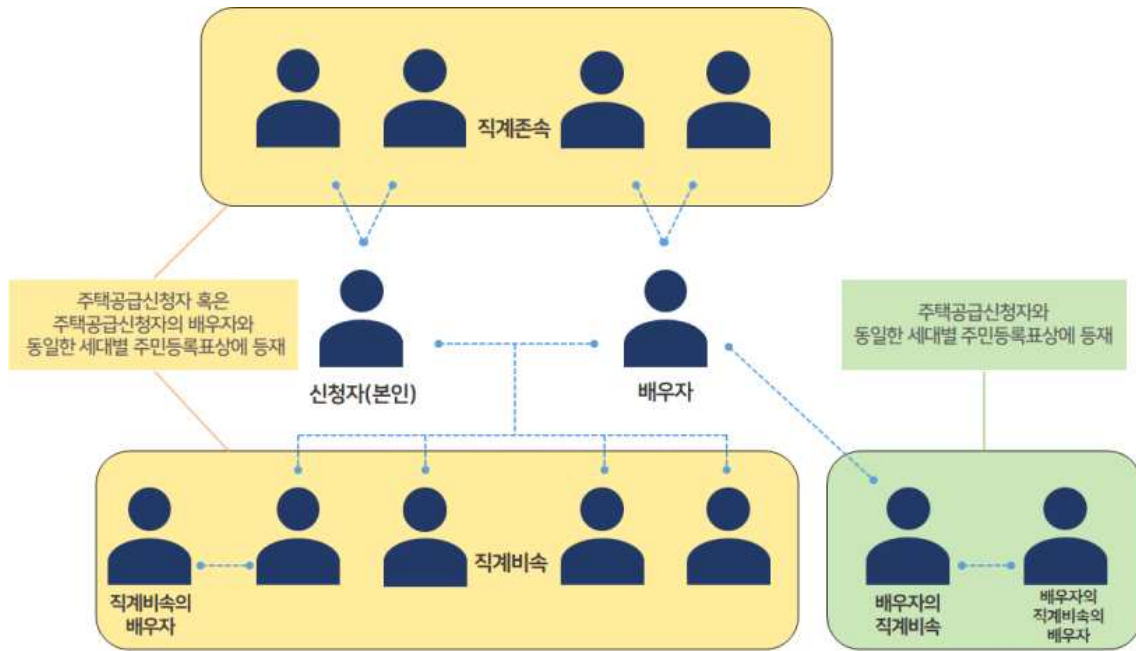 직계존속
주택공급신청자 혹은
주택공급신청자의 배우자와
동일한 세대별 주민등록표상에 등재
주택공급신청자와
동일한 세대별 주민등록표상에 등재
신청자(본인)
배우자
직계비속
직계비속의
배우자
배우자의
직계비속
배우자의
직계비속의
배우자